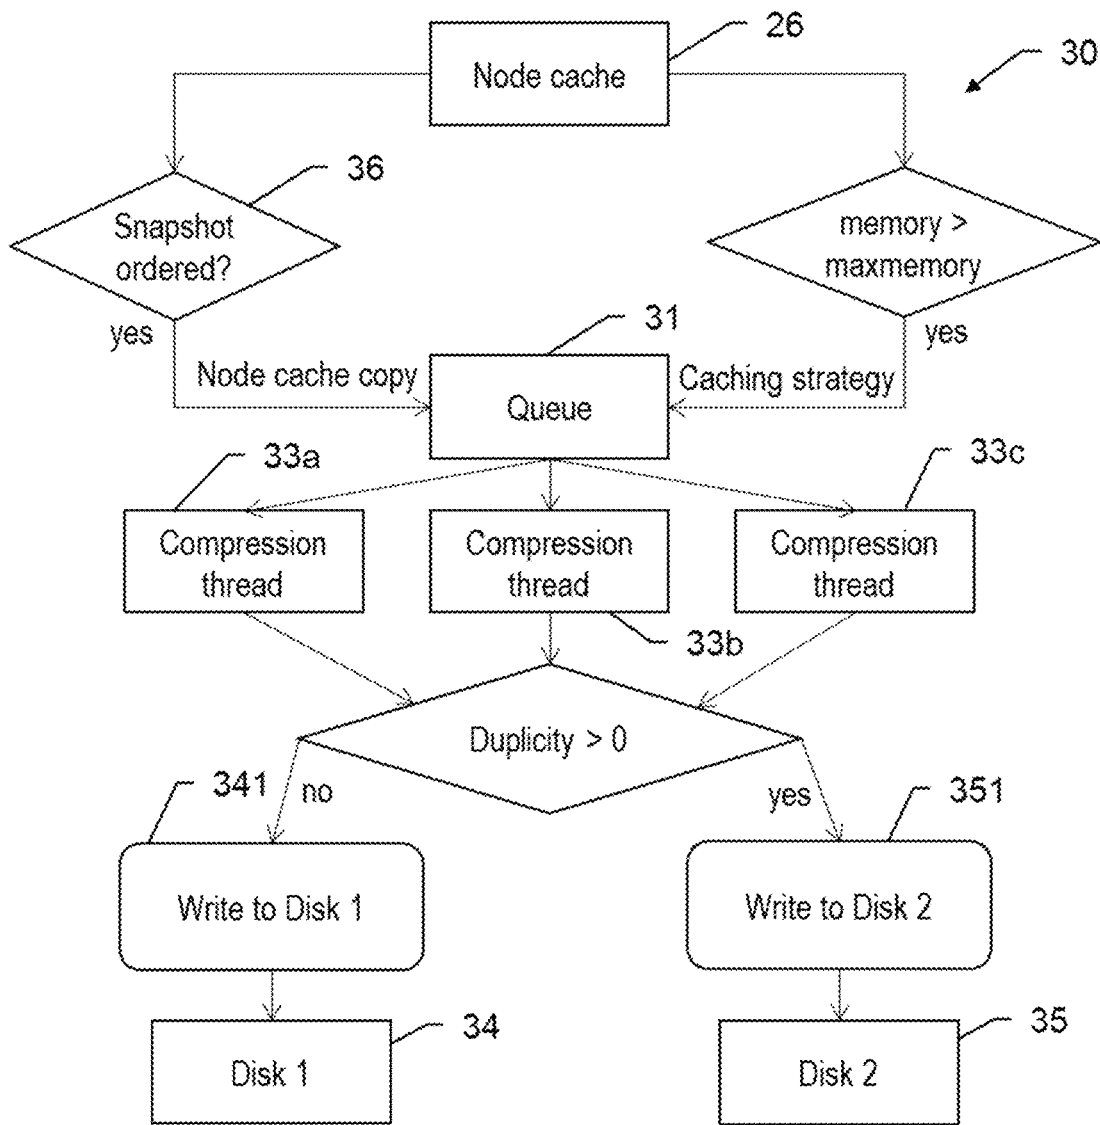 26
Node cache
30
36
Snapshot
ordered?
memory >
maxmemory
yes
31
yes
Node cache copy
Queue
Caching strategy
33a
33c
Compression
thread
Compression
thread
Compression
thread
33b
Duplicity > 0
341
no
yes
351
Write to Disk 1
Write to Disk 2
34
35
Disk 1
Disk 2